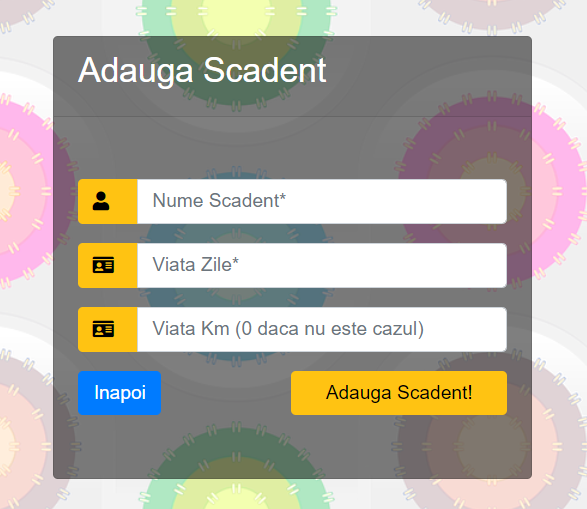 Adauga Scadent
Nume Scadent*
Viata Zile*
Viata Km (0 daca nu este cazul)
Inapoi
Adauga Scadent!